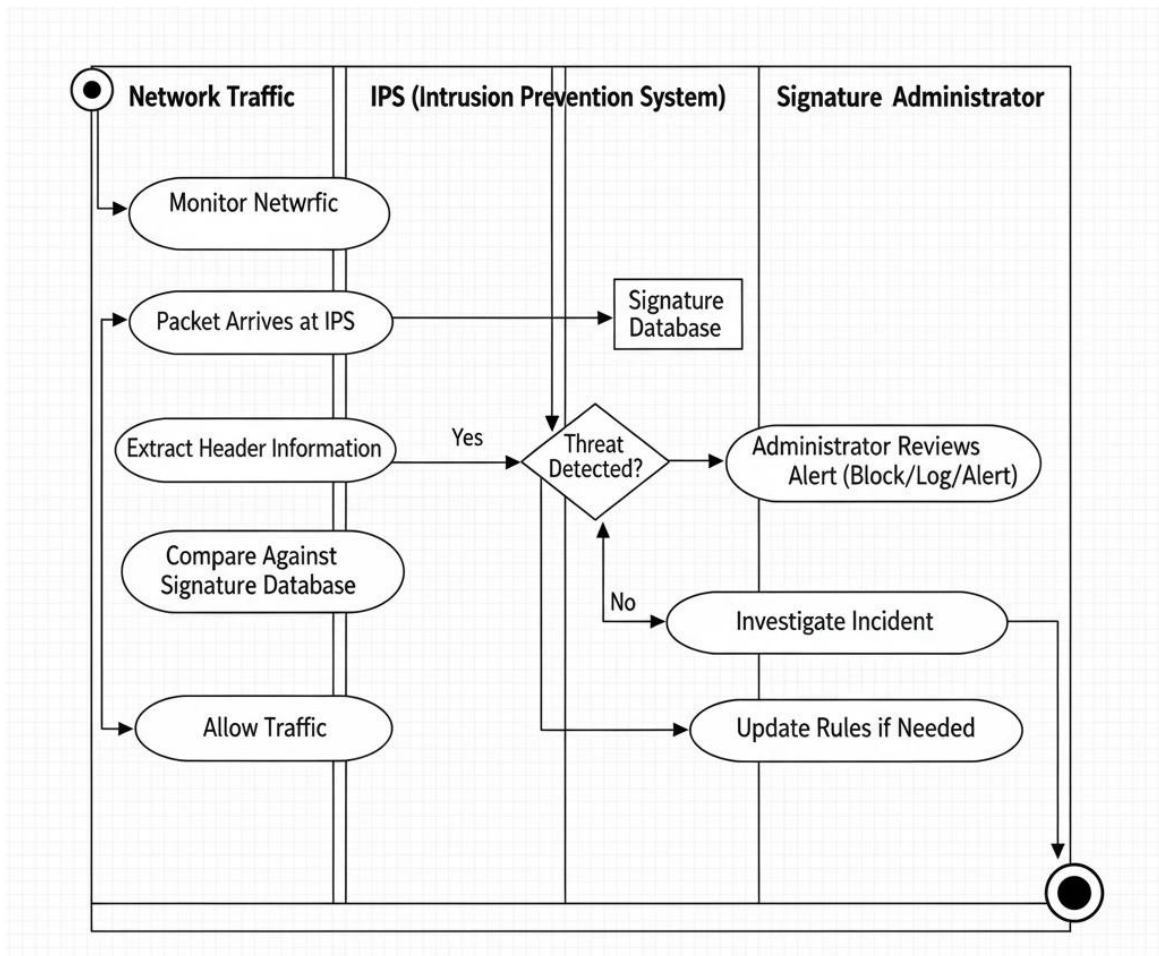 Network Traffic
IPS (Intrusion Prevention System)
Signature Administrator
Monitor Netwrfic
Packet Arrives at IPS
Signature
Database
Extract Header Information
Yes
Threat
Detected?
Administrator Reviews
Alert (Block/Log/Alert)
Compare Against
Signature Database
No
Investigate Incident
Allow Traffic
Update Rules if Needed